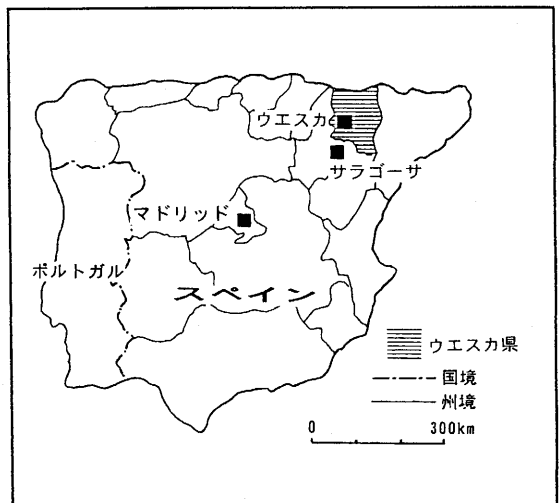 ウエスカ
サラゴーサ
マドリッド
ポルトガル
スペイン
ウエスカ県
国境
州境
0 300km